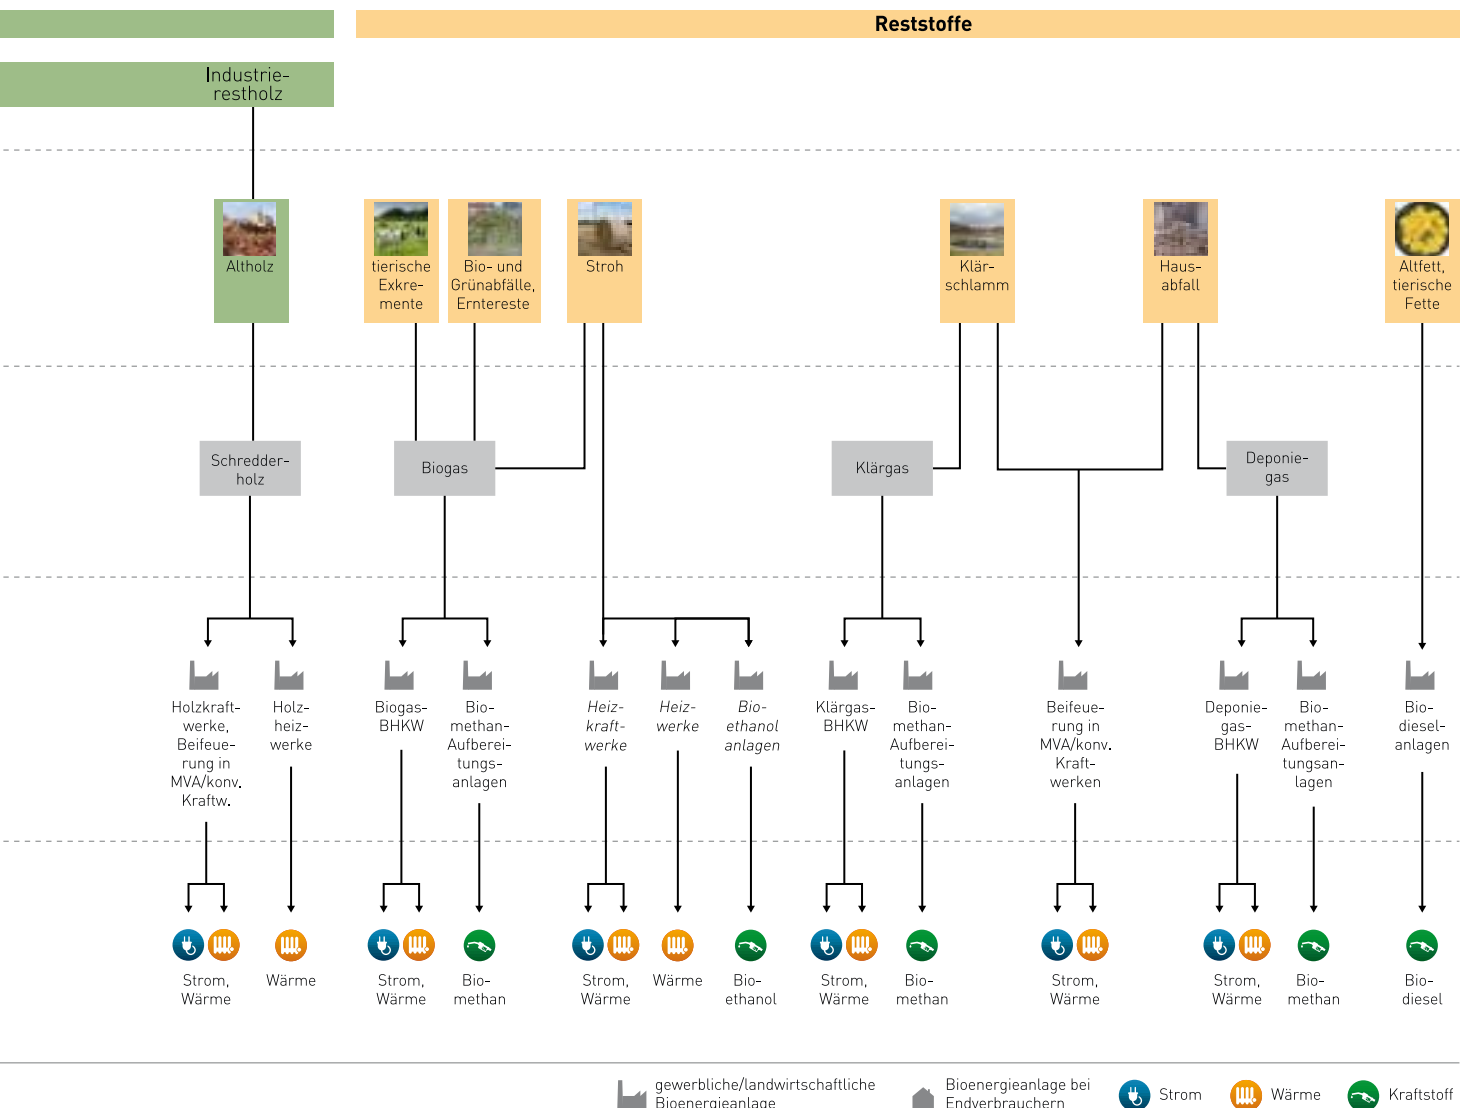 Reststoffe
Industrie-
restholz
Altholz
tierische
Exkre-
mente
Bio- und
Grünabfälle,
Erntereste
Stroh
Klär-
schlamm
Haus-
abfall
Altfett,
tierische
Fette
Schredder-
holz
Biogas
Klärgas
Deponie-
gas
Holzkraft-
werke,
Beifeue-
rung in
MVA/konv.
Kraftw.
Holz-
heiz-
werke
Biogas-
BHKW
Bio-
methan-
Aufberei-
tungs-
anlagen
Heiz-
kraft-
werke
Heiz-
werke
Bio-
ethanol
anlagen
Klärgas-
BHKW
Bio-
methan-
Aufberei-
tungs-
anlagen
Beifeue-
rung in
MVA/konv.
Kraft-
werken
Deponie-
gas-
BHKW
Bio-
methan-
Aufberei-
tungsan-
lagen
Bio-
diesel-
anlagen
Strom,
Wärme
Wärme
Strom,
Wärme
Bio-
methan
Strom,
Wärme
Wärme
Bio-
ethanol
Strom,
Wärme
Bio-
methan
Strom,
Wärme
Strom,
Wärme
Bio-
methan
Bio-
diesel
gewerbliche/landwirtschaftliche
Bioenergieanlage
Bioenergieanlage bei
Endverbrauchern
Strom
Wärme
Kraftstoff